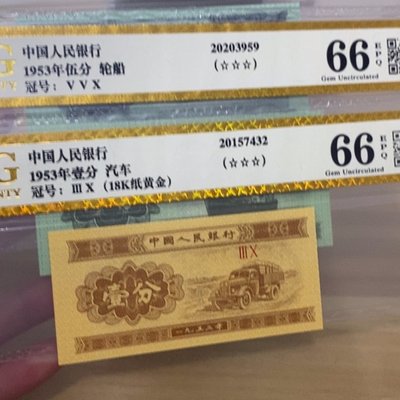 中国人民银行 20203959
1953年伍分 轮船 (☆☆☆)
冠号：ⅤⅤⅩ
66 EPQ
Gem Uncirculated
G
中国人民银行 20157432
1953年壹分 汽车 (☆☆☆)
冠号：ⅢⅩ（18K纸黄金）
66 EPQ
Gem Uncirculated
G
NTY
中国人民银行
ⅢⅩ
壹分
一九五三年